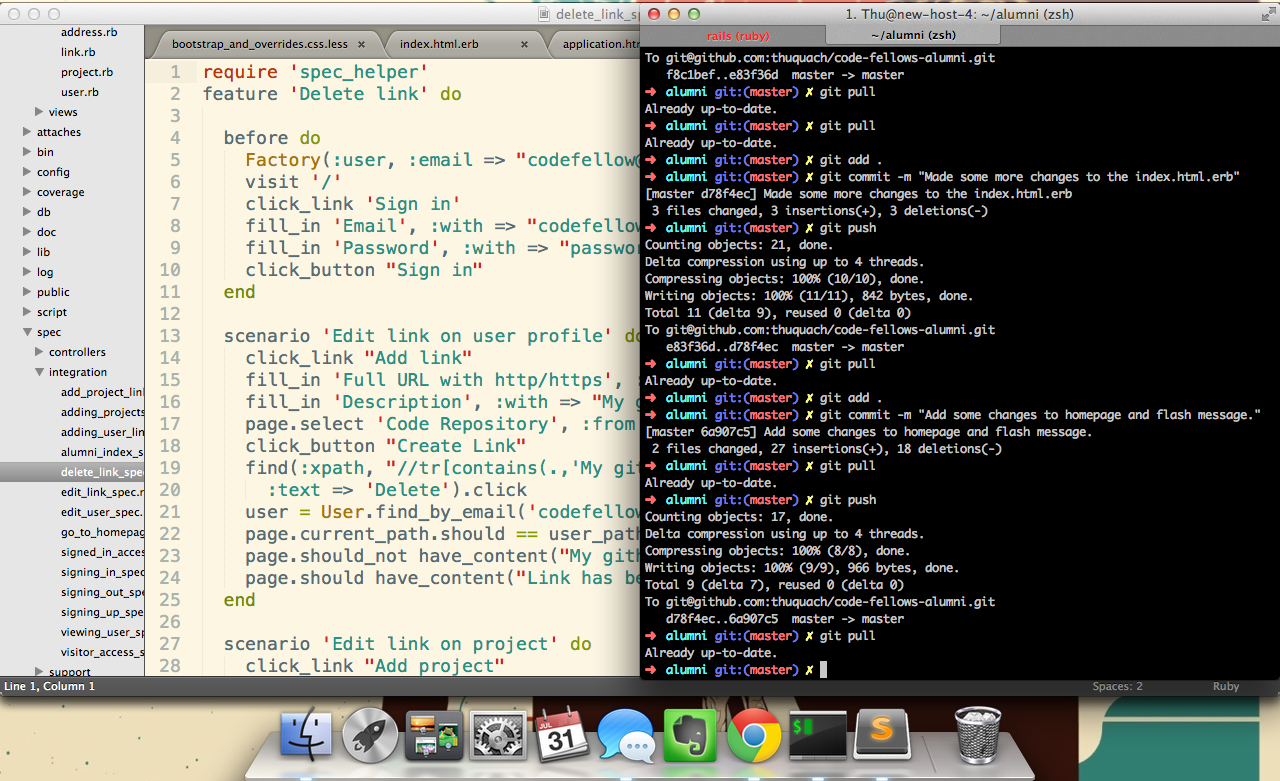 delete_link_s
address.rb
link.rb
project.rb
user.rb
views
attaches
bin
config
coverage
db
doc
lib
log
public
script
spec
controllers
integration
add_project_lin
adding_projects
adding_user_lin
alumni_index_s
delete_link_spec
edit_link_spec.r
edit_user_spec.
go_to_homepag
signed_in_acces
signing_in_spec
signing_out_spe
signing_up_spe
viewing_user_sp
visitor_access_s
support
bootstrap_and_overrides.css.less ×
index.html.erb ×
application.htm
1 require 'spec_helper'
2 feature 'Delete link' do
3
4 before do
5 Factory(:user, :email => "codefellow@
6 visit '/'
7 click_link 'Sign in'
8 fill_in 'Email', :with => "codefellow
9 fill_in 'Password', :with => "passwor
10 click_button "Sign in"
11 end
12
13 scenario 'Edit link on user profile' do
14 click_link "Add link"
15 fill_in 'Full URL with http/https', :
16 fill_in 'Description', :with => "My g
17 page.select 'Code Repository', :from
18 click_button "Create Link"
19 find(:xpath, "//tr[contains(.,'My git
20 :text => 'Delete').click
21 user = User.find_by_email('codefellow
22 page.current_path.should == user_path
23 page.should_not have_content("My gith
24 page.should have_content("Link has be
25 end
26
27 scenario 'Edit link on project' do
28 click_link "Add project"
Line 1, Column 1
1. Thu@new-host-4: ~/alumni (zsh)
rails (ruby)
~/alumni (zsh)
To git@github.com:thuquach/code-fellows-alumni.git
f8c1bef..e83f36d master -> master
➜ alumni git:(master) ✗ git pull
Already up-to-date.
➜ alumni git:(master) ✗ git pull
Already up-to-date.
➜ alumni git:(master) ✗ git add .
➜ alumni git:(master) ✗ git commit -m "Made some more changes to the index.html.erb"
[master d78f4ec] Made some more changes to the index.html.erb
3 files changed, 3 insertions(+), 3 deletions(-)
➜ alumni git:(master) ✗ git push
Counting objects: 21, done.
Delta compression using up to 4 threads.
Compressing objects: 100% (10/10), done.
Writing objects: 100% (11/11), 842 bytes, done.
Total 11 (delta 9), reused 0 (delta 0)
To git@github.com:thuquach/code-fellows-alumni.git
e83f36d..d78f4ec master -> master
➜ alumni git:(master) ✗ git pull
Already up-to-date.
➜ alumni git:(master) ✗ git add .
➜ alumni git:(master) ✗ git commit -m "Add some changes to homepage and flash message."
[master 6a907c5] Add some changes to homepage and flash message.
2 files changed, 27 insertions(+), 18 deletions(-)
➜ alumni git:(master) ✗ git pull
Already up-to-date.
➜ alumni git:(master) ✗ git push
Counting objects: 17, done.
Delta compression using up to 4 threads.
Compressing objects: 100% (8/8), done.
Writing objects: 100% (9/9), 966 bytes, done.
Total 9 (delta 7), reused 0 (delta 0)
To git@github.com:thuquach/code-fellows-alumni.git
d78f4ec..6a907c5 master -> master
➜ alumni git:(master) ✗ git pull
Already up-to-date.
➜ alumni git:(master) ✗
Spaces: 2
Ruby
JUL
31
$
S